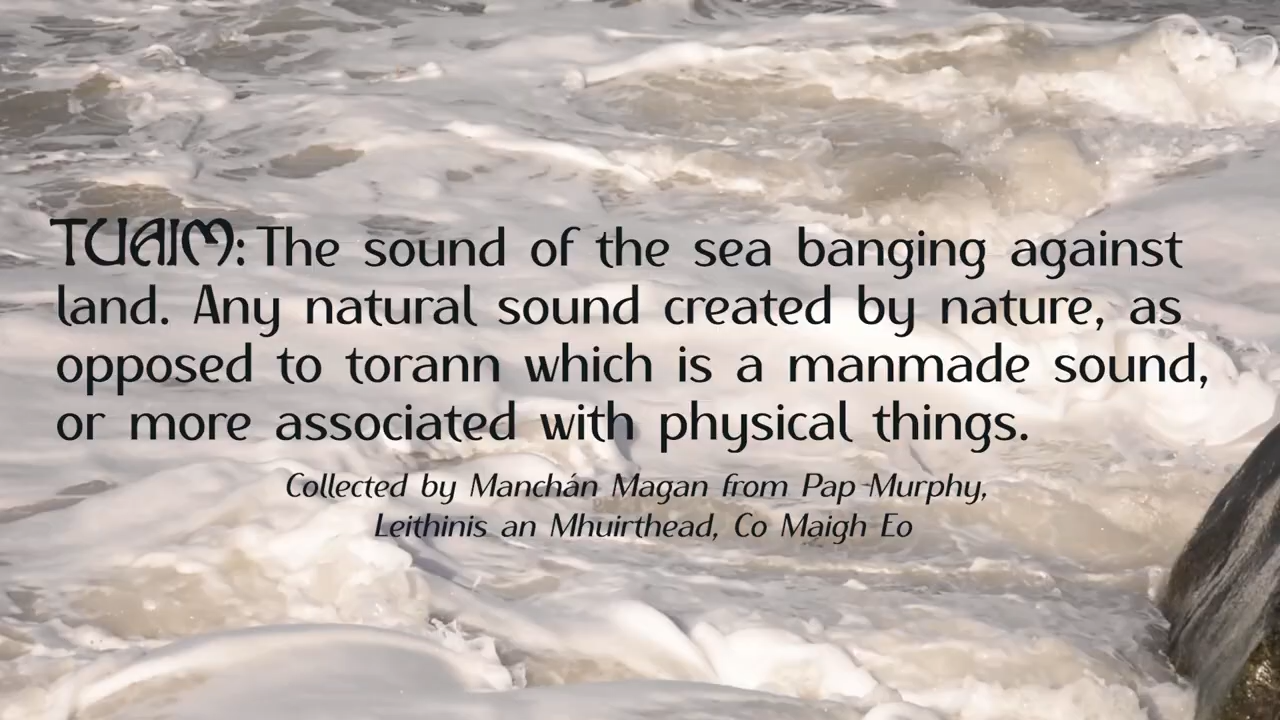 TUAIM: The sound of the sea banging against
land. Any natural sound created by nature, as
opposed to torann which is a manmade sound,
or more associated with physical things.
Collected by Manchán Magan from Pap Murphy,
Leithinis an Mhuirthead, Co Maigh Eo